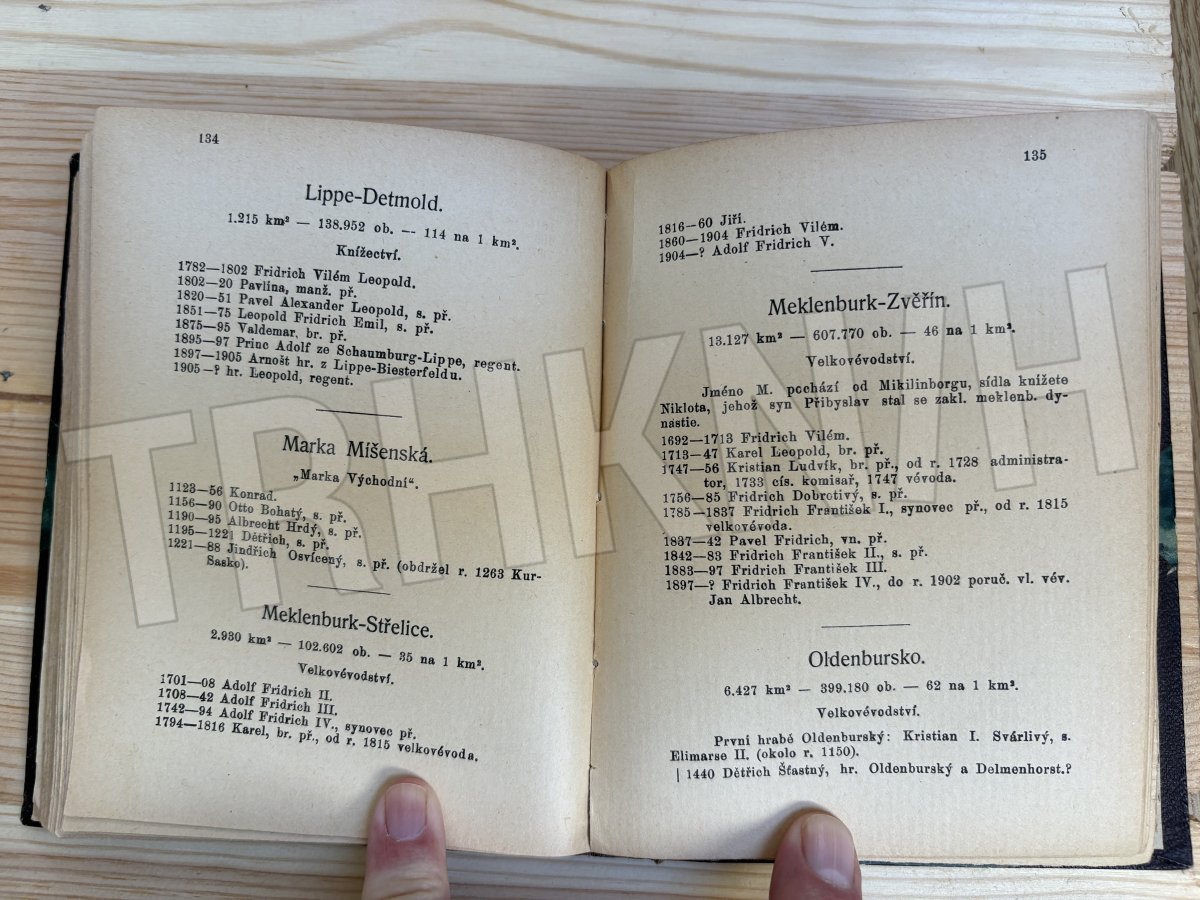 134
Lippe-Detmold.
1.215 km² — 138.952 ob. — 114 na 1 km².
Knížectví.
1782—1802 Fridrich Vilém Leopold.
1802—20 Pavlína, manž. př.
1820—51 Pavel Alexander Leopold, s. př.
1851—75 Leopold Fridrich Emil, s. př.
1875—95 Valdemar, br. př.
1895—97 Princ Adolf ze Schaumburg-Lippe, regent.
1897—1905 Arnošt hr. z Lippe-Biesterfeldu.
1905—? hr. Leopold, regent.
Marka Míšenská.
„Marka Východní“.
1123—56 Konrad.
1156—90 Otto Bohatý, s. př.
1190—95 Albrecht Hrdý, s. př.
1195—1221 Dětřich, s. př.
1221—88 Jindřich Osvícený, s. př. (obdržel r. 1263 Kur-
Sasko).
Meklenburk-Střelice.
2.930 km² — 102.602 ob. — 35 na 1 km².
Velkovévodství.
1701—08 Adolf Fridrich II.
1708—42 Adolf Fridrich III.
1742—94 Adolf Fridrich IV., synovec př.
1794—1816 Karel, br. př., od r. 1815 velkovévoda.
135
1816—60 Jiří.
1860—1904 Fridrich Vilém.
1904—? Adolf Fridrich V.
Meklenburk-Zvěřín.
13.127 km² — 607.770 ob. — 46 na 1 km².
Velkovévodství.
Jméno M. pochází od Mikilinborgu, sídla knížete
Niklota, jehož syn Přibyslav stal se zakl. meklenb. dy-
nastie.
1692—1713 Fridrich Vilém.
1713—47 Karel Leopold, br. př.
1747—56 Kristian Ludvík, br. př., od r. 1728 administra-
tor, 1733 cís. komisař, 1747 vévoda.
1756—85 Fridrich Dobrotivý, s. př.
1785—1837 Fridrich František I., synovec př., od r. 1815
velkovévoda.
1837—42 Pavel Fridrich, vn. př.
1842—83 Fridrich František II., s. př.
1883—97 Fridrich František III.
1897—? Fridrich František IV., do r. 1902 poruč. vl. vév.
Jan Albrecht.
Oldenbursko.
6.427 km² — 399.180 ob. — 62 na 1 km².
Velkovévodství.
První hrabě Oldenburský: Kristian I. Svárlivý, s.
Elimarse II. (okolo r. 1150).
| 1440 Dětřich Šťastný, hr. Oldenburský a Delmenhorst.?
TRHKNIH